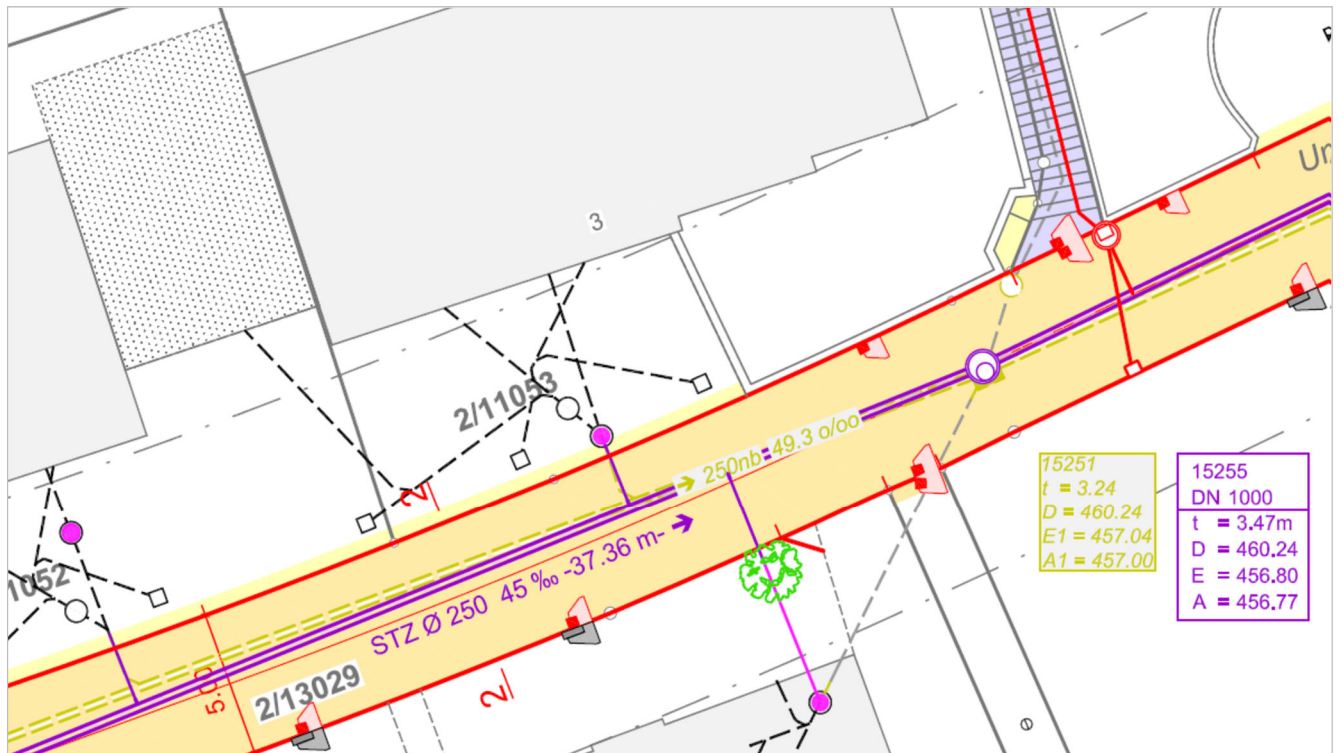 Ur
3
2/11053
250nb
49.3 o/oo
2
15251
t = 3.24
D = 460.24
E1 = 457.04
A1 = 457.00
15255
DN 1000
t = 3.47m
D = 460.24
E = 456.80
A = 456.77
1052
STZ Ø 250 45 ‰ -37.36 m-
5.00
2/13029
2